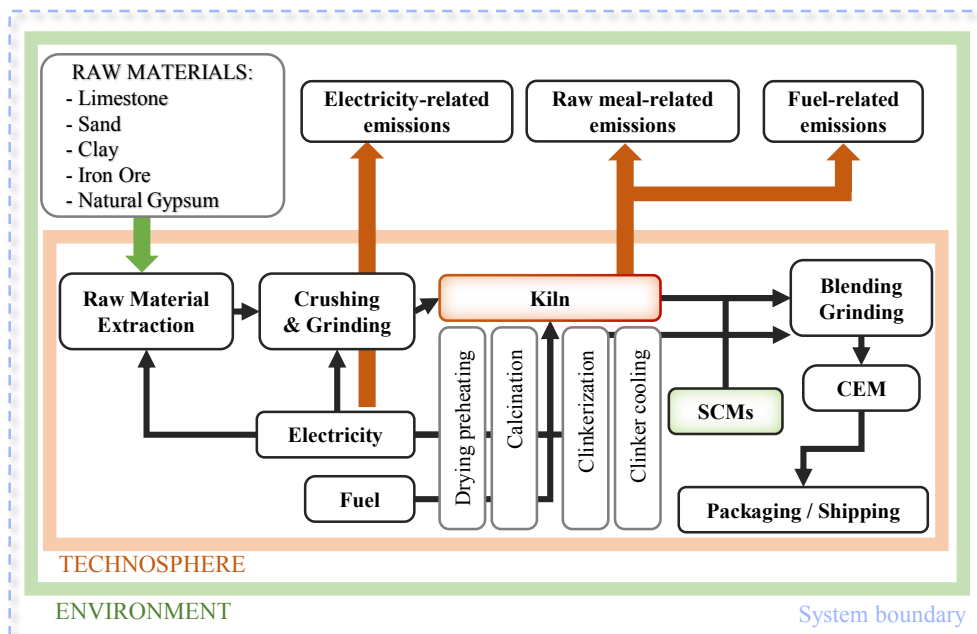 RAW MATERIALS:
- Limestone
- Sand
- Clay
- Iron Ore
- Natural Gypsum
Electricity-related
emissions
Raw meal-related
emissions
Fuel-related
emissions
Raw Material
Extraction
Crushing
& Grinding
Kiln
Blending
Grinding
Drying preheating
Calcination
Clinkerization
Clinker cooling
SCMs
CEM
Electricity
Fuel
Packaging / Shipping
TECHNOSPHERE
ENVIRONMENT
System boundary